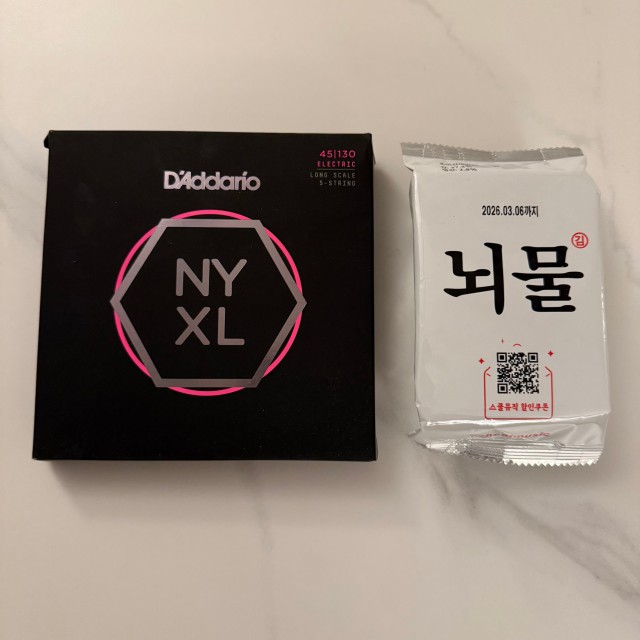 D'Addario
45|130
ELECTRIC
LONG SCALE
5-STRING
NY
XL
2026.03.06까지
뇌물
김
스쿨뮤직 할인쿠폰